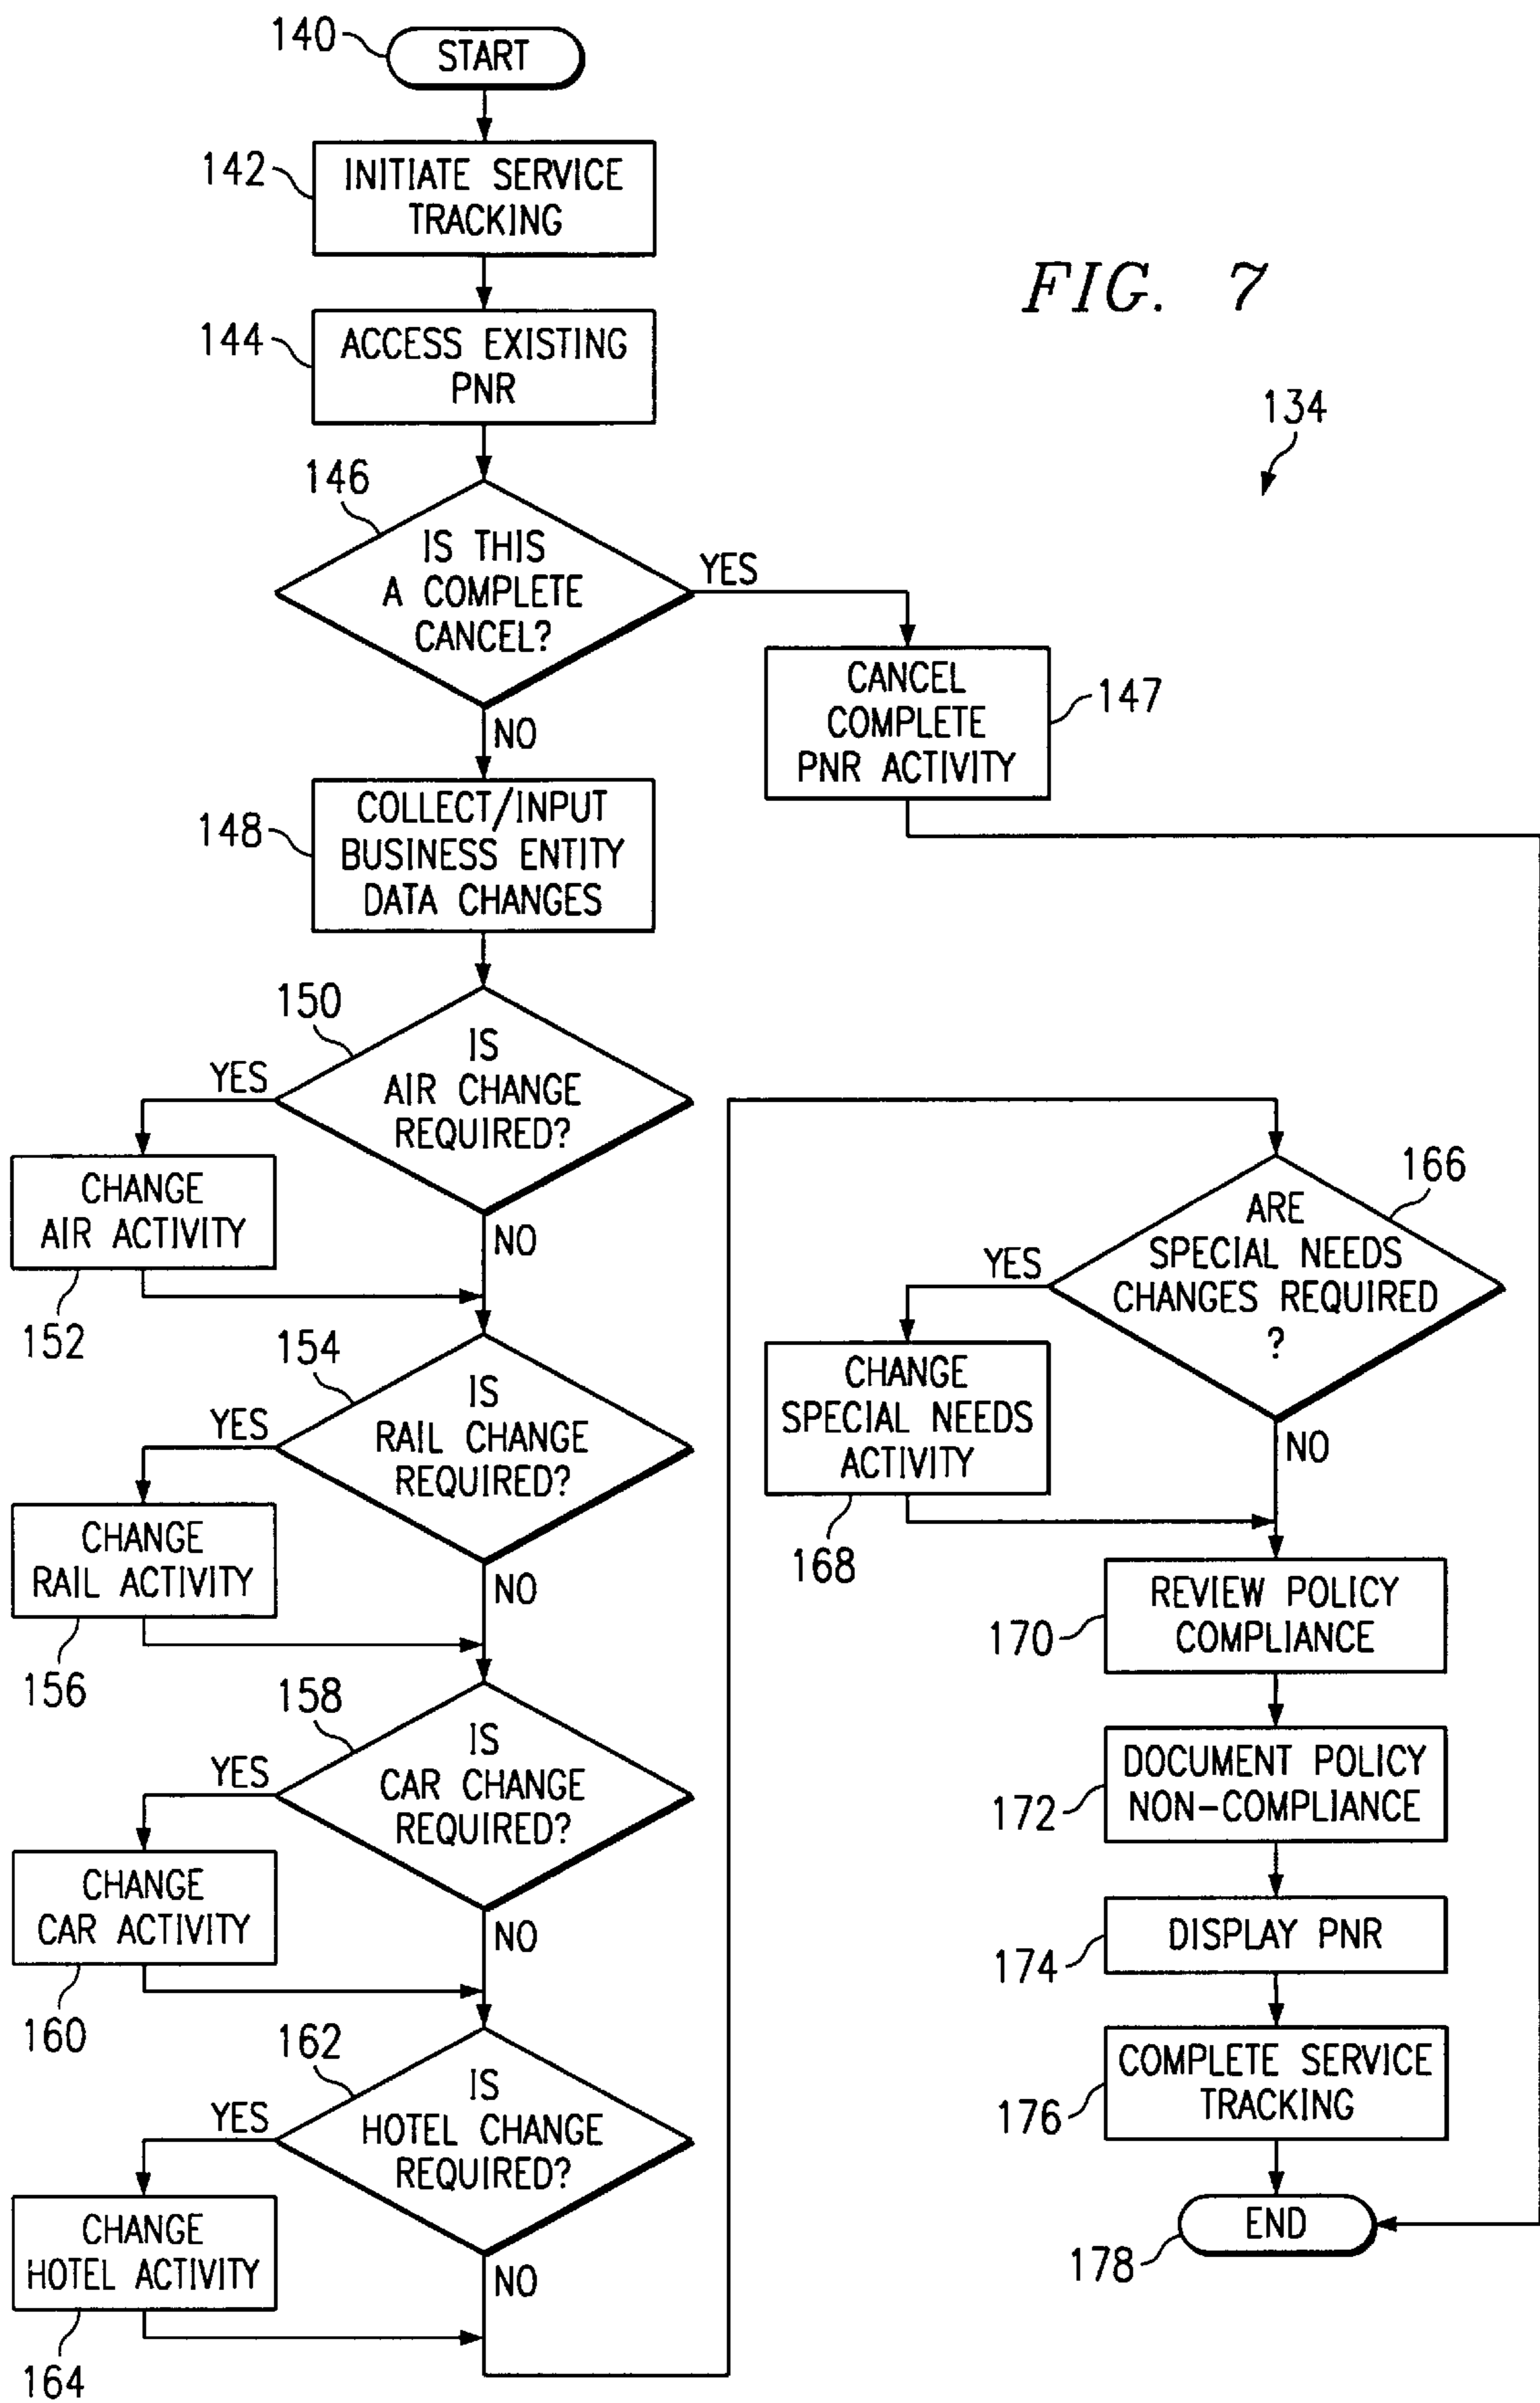 140
START
142
INITIATE SERVICE
TRACKING
FIG. 7
144
ACCESS EXISTING
PNR
134
146
IS THIS
A COMPLETE
CANCEL?
YES
NO
CANCEL
COMPLETE
PNR ACTIVITY
147
148
COLLECT/INPUT
BUSINESS ENTITY
DATA CHANGES
150
IS
AIR CHANGE
REQUIRED?
YES
NO
CHANGE
AIR ACTIVITY
152
154
IS
RAIL CHANGE
REQUIRED?
YES
NO
CHANGE
RAIL ACTIVITY
156
158
IS
CAR CHANGE
REQUIRED?
YES
NO
CHANGE
CAR ACTIVITY
160
162
IS
HOTEL CHANGE
REQUIRED?
YES
NO
CHANGE
HOTEL ACTIVITY
164
166
ARE
SPECIAL NEEDS
CHANGES REQUIRED
?
YES
NO
CHANGE
SPECIAL NEEDS
ACTIVITY
168
170
REVIEW POLICY
COMPLIANCE
172
DOCUMENT POLICY
NON-COMPLIANCE
174
DISPLAY PNR
176
COMPLETE SERVICE
TRACKING
178
END